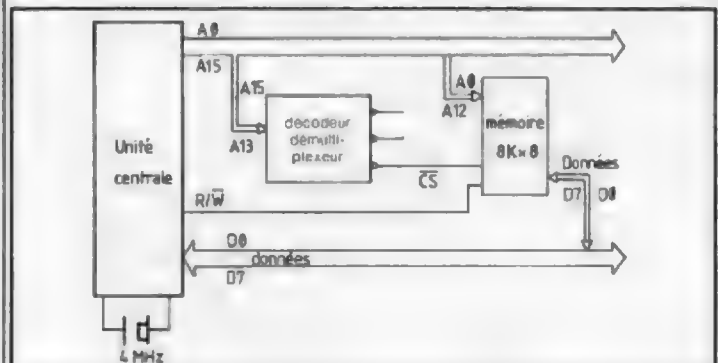 A0
A15
A15
A13
décodeur
démulti-
plexeur
A0
A12
mémoire
8K×8
Données
D7 D0
Unité
centrale
CS
R/W
D0
données
D7
4 MHz